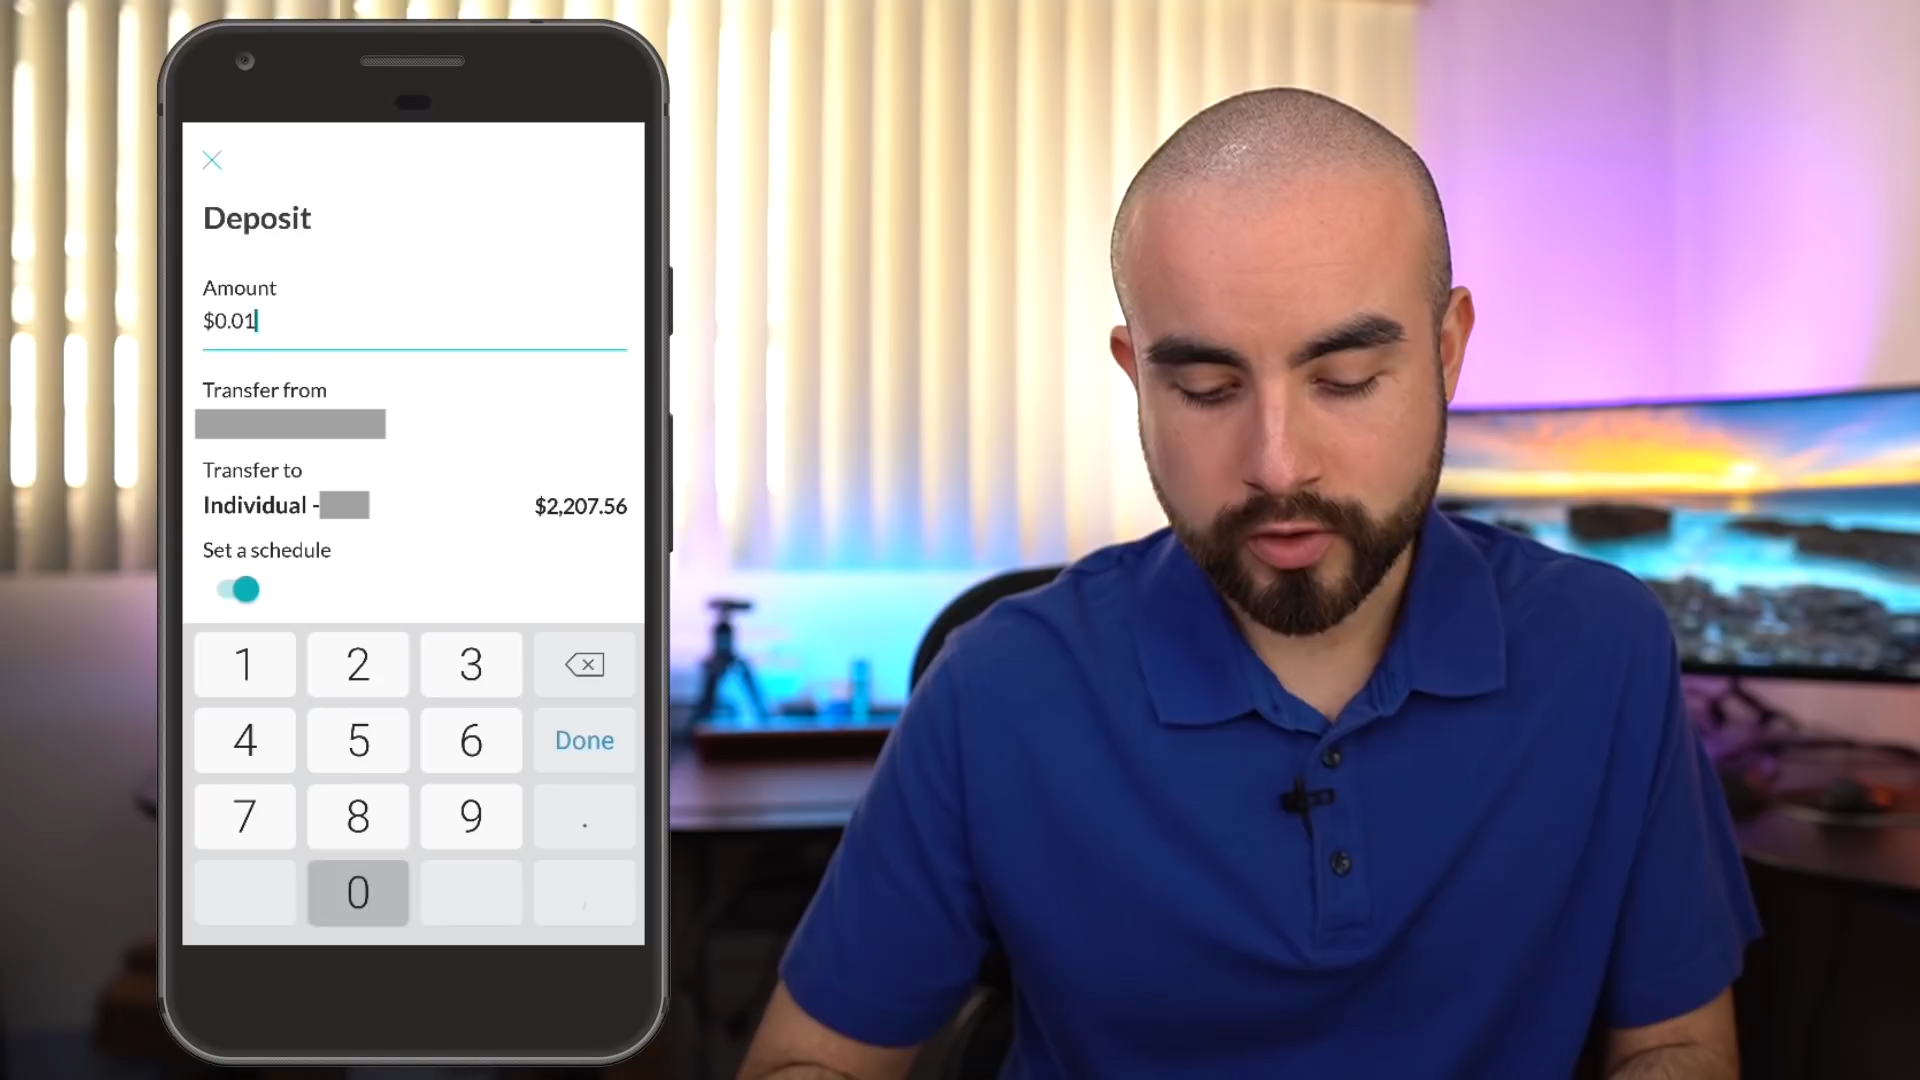 Deposit
Amount
$0.01
Transfer from
Transfer to
Individual - $2,207.56
Set a schedule
1 2 3
4 5 6 Done
7 8 9 .
0 ,